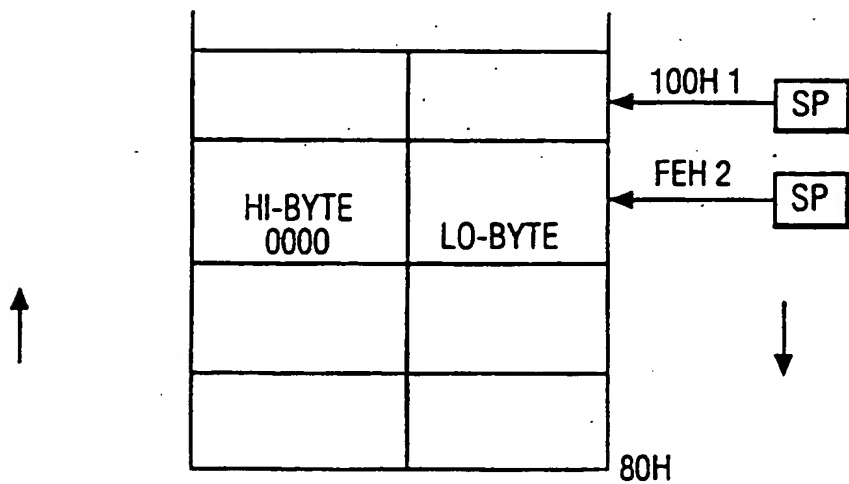 100H 1
SP
FEH 2
SP
HI-BYTE
0000
LO-BYTE
80H